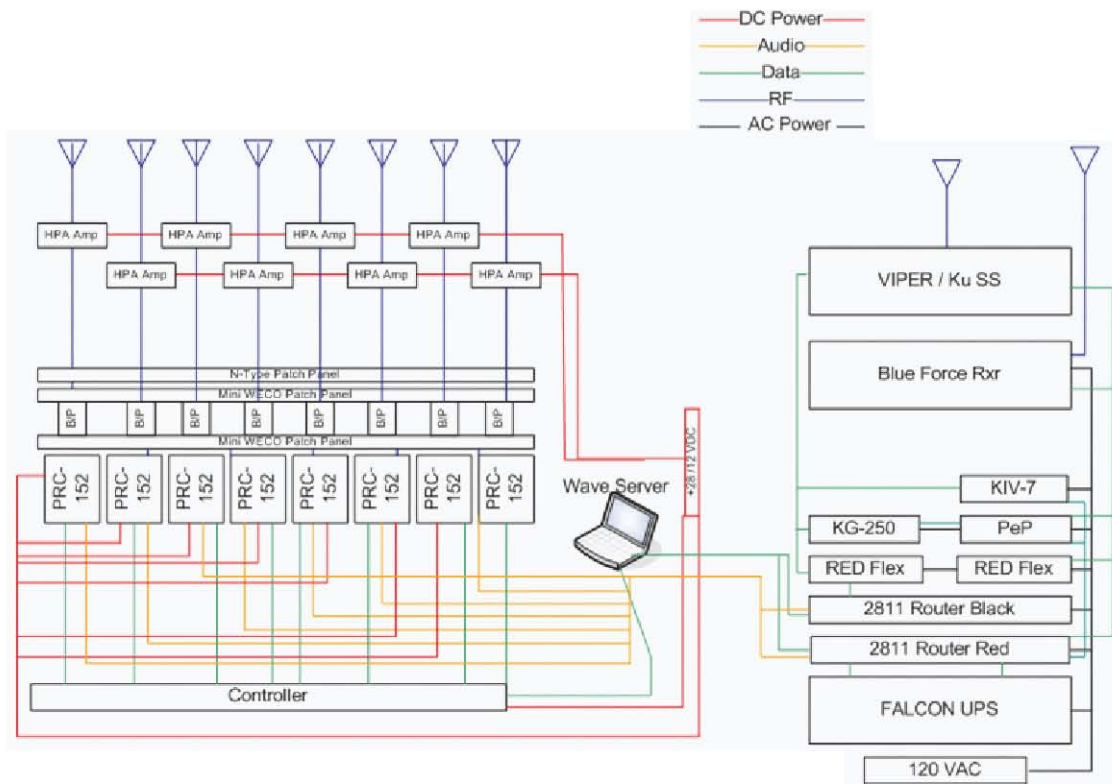 DC Power
Audio
Data
RF
AC Power
HPA Amp
HPA Amp
HPA Amp
HPA Amp
HPA Amp
HPA Amp
HPA Amp
HPA Amp
N-Type Patch Panel
Mini WECO Patch Panel
B/P
B/P
B/P
B/P
B/P
B/P
B/P
B/P
Mini WECO Patch Panel
PRC-
152
PRC-
152
PRC-
152
PRC-
152
PRC-
152
PRC-
152
PRC-
152
PRC-
152
+28 /12 VDC
Wave Server
Controller
VIPER / Ku SS
Blue Force Rxr
KIV-7
KG-250
PeP
RED Flex
RED Flex
2811 Router Black
2811 Router Red
FALCON UPS
120 VAC